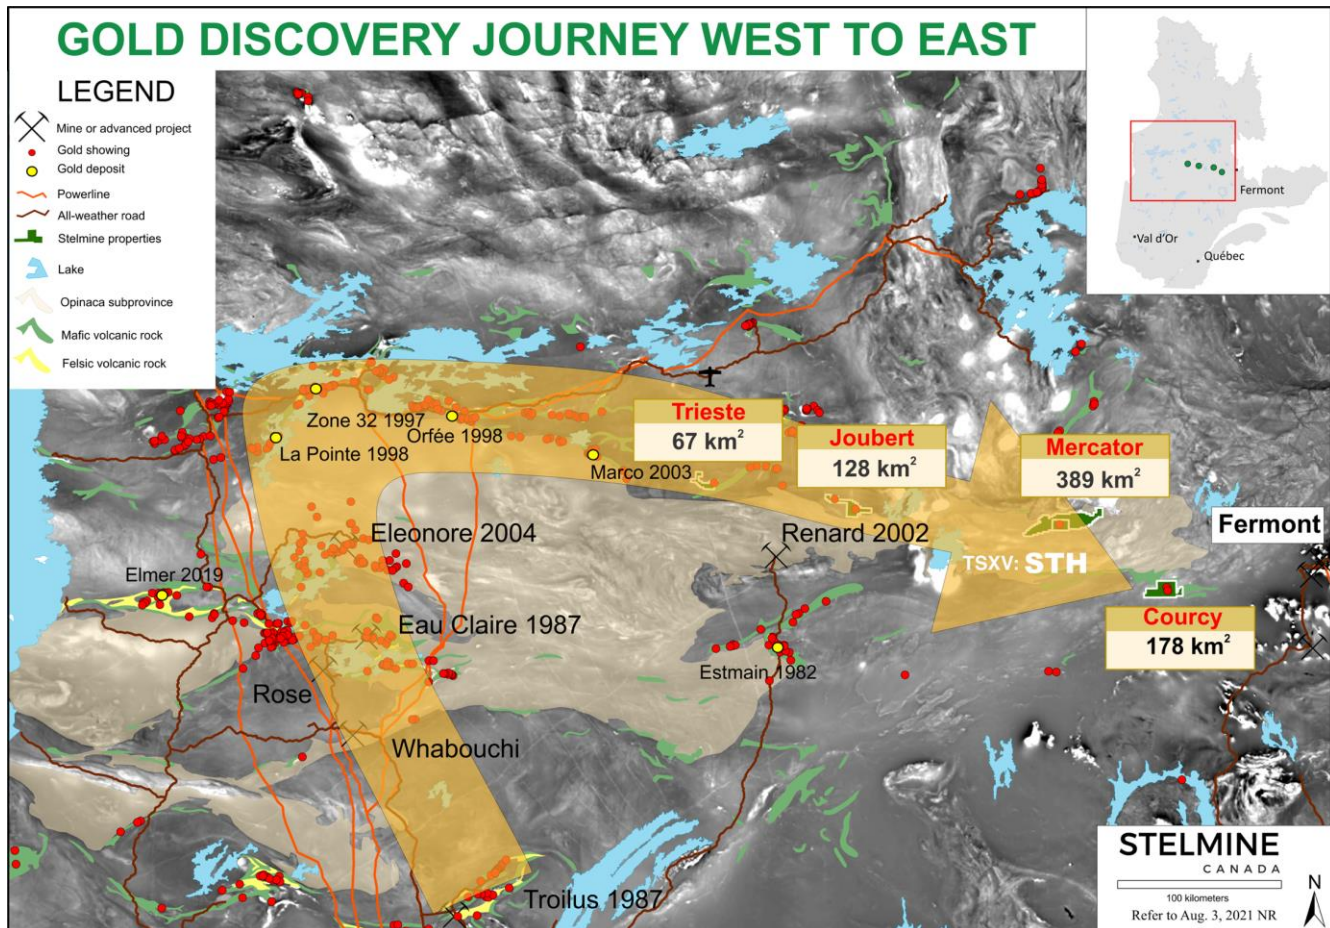 GOLD DISCOVERY JOURNEY WEST TO EAST
LEGEND
Mine or advanced project
Gold showing
Gold deposit
Powerline
All-weather road
Stelmine properties
Lake
Opinaca subprovince
Mafic volcanic rock
Felsic volcanic rock
Fermont
Val d'Or
Québec
Zone 32 1997
Orfée 1998
La Pointe 1998
Marco 2003
Trieste
67 km²
Joubert
128 km²
Mercator
389 km²
Eleonore 2004
Renard 2002
Fermont
TSXV: STH
Elmer 2019
Eau Claire 1987
Courcy
178 km²
Estmain 1982
Rose
Whabouchi
Troilus 1987
STELMINE
CANADA
100 kilometers
Refer to Aug. 3, 2021 NR
N